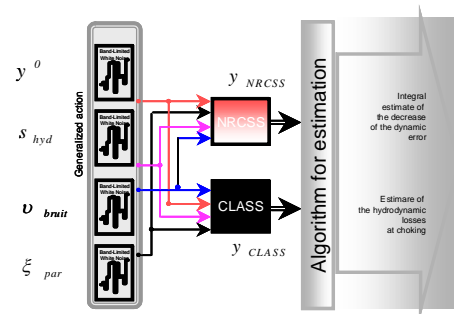 y 0
s hyd
υ bruit
ξ par
Generalized action
Band-Limited
White Noise
Band-Limited
White Noise
Band-Limited
White Noise
Band-Limited
White Noise
y NRCSS
NRCSS
CLASS
y CLASS
Algorithm for estimation
Integral
estimate of
the decrease
of the dynamic
error
Estimare of
the hydrodynamic
losses
at choking